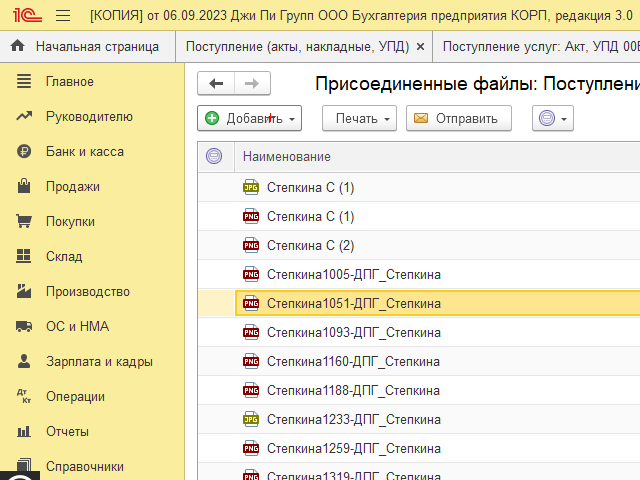 1С [КОПИЯ] от 06.09.2023 Джи Пи Групп ООО Бухгалтерия предприятия КОРП, редакция 3.0
Начальная страница Поступление (акты, накладные, УПД) × Поступление услуг: Акт, УПД 00
Главное
Руководителю
Банк и касса
Продажи
Покупки
Склад
Производство
ОС и НМА
Зарплата и кадры
Дт Кт Операции
Отчеты
Справочники
Присоединенные файлы: Поступлени
Добавить Печать Отправить
Наименование
JPG Степкина С (1)
PNG Степкина С (1)
PNG Степкина С (2)
PNG Степкина1005-ДПГ_Степкина
PNG Степкина1051-ДПГ_Степкина
PNG Степкина1093-ДПГ_Степкина
PNG Степкина1160-ДПГ_Степкина
PNG Степкина1188-ДПГ_Степкина
JPG Степкина1233-ДПГ_Степкина
PNG Степкина1259-ДПГ_Степкина
PNG Степкина1319-ДПГ_Степкина